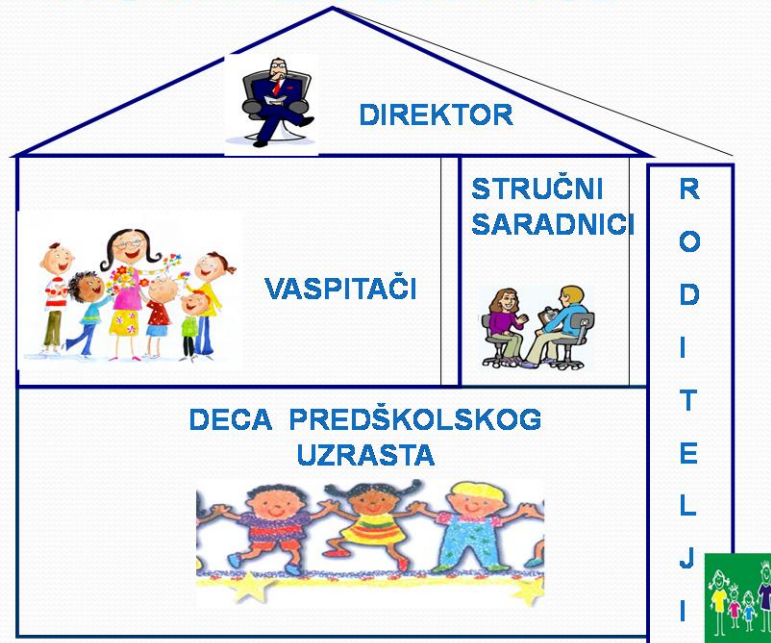 DIREKTOR
STRUČNI
SARADNICI
VASPITAČI
DECA PREDŠKOLSKOG
UZRASTA
R
O
D
I
T
E
L
J
I